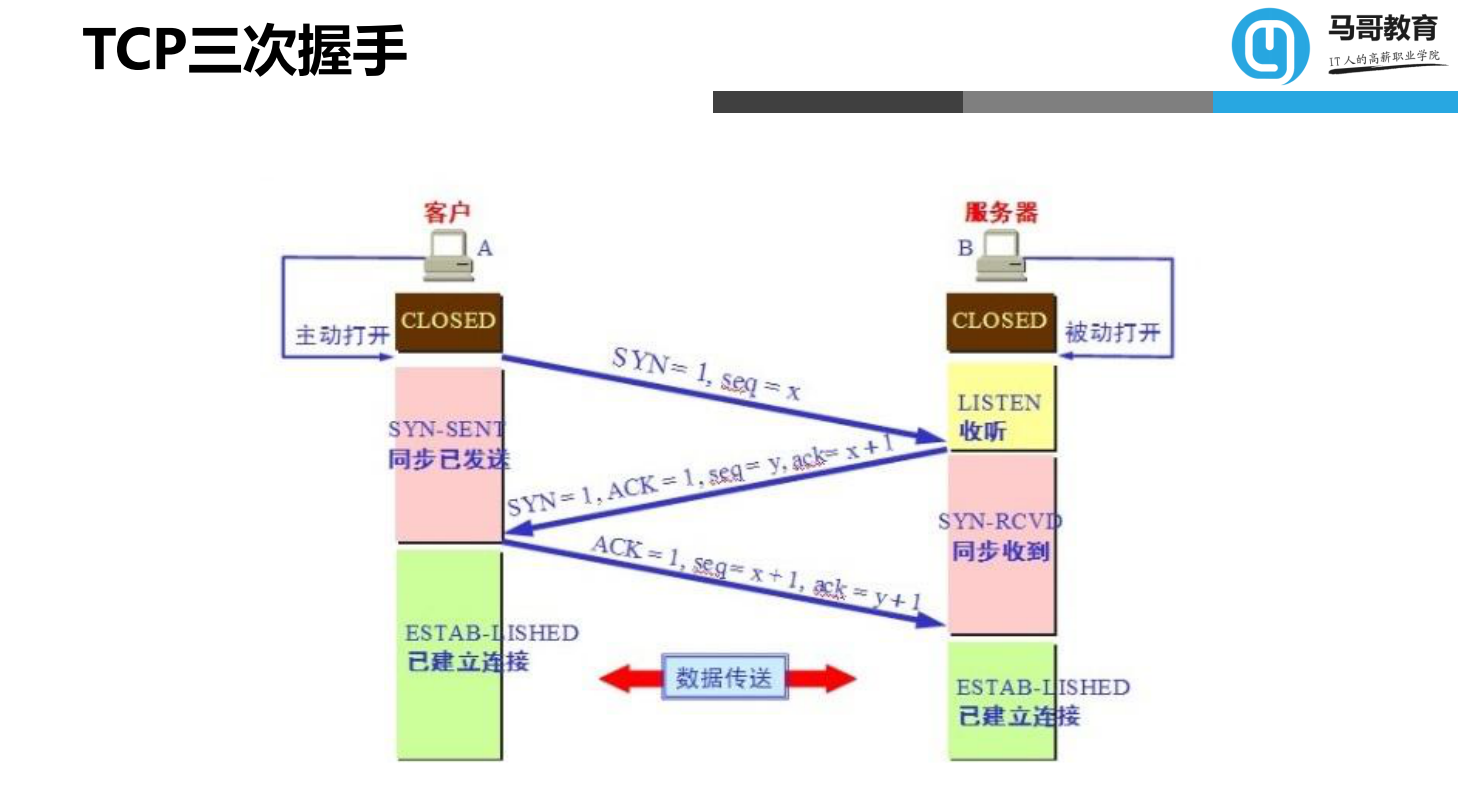 TCP三次握手
马哥教育
IT人的高薪职业学院
客户
服务器
A
B
CLOSED
CLOSED
主动打开
被动打开
SYN = 1, seq = x
LISTEN
收听
SYN-SENT
同步已发送
SYN = 1, ACK = 1, seq = y, ack= x + 1
SYN-RCVD
同步收到
ACK = 1, seq = x + 1, ack = y + 1
ESTAB-LISHED
已建立连接
数据传送
ESTAB-LISHED
已建立连接